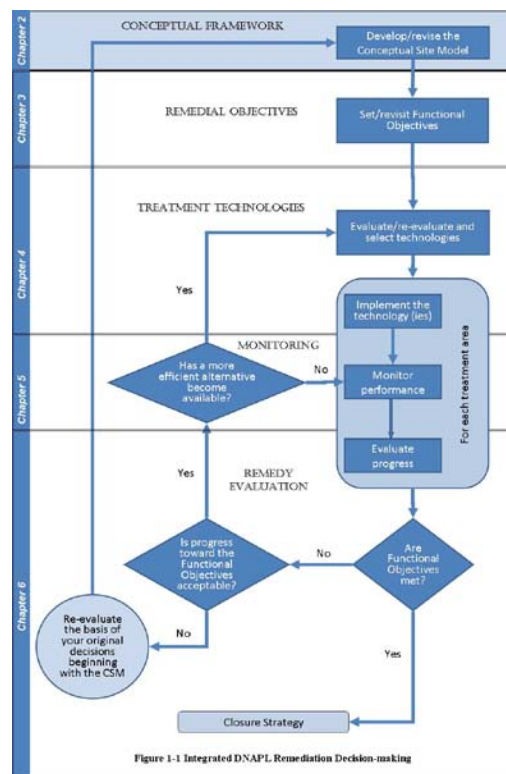 Chapter 2
CONCEPTUAL FRAMEWORK
Develop/revise the
Conceptual Site Model
Chapter 3
REMEDIAL OBJECTIVES
Set/revisit Functional
Objectives
Chapter 4
TREATMENT TECHNOLOGIES
Evaluate/re-evaluate and
select technologies
Yes
Implement the
technology (ies)
For each treatment area
Chapter 5
MONITORING
Has a more
efficient alternative
become
available?
No
Monitor
performance
Evaluate
progress
Chapter 6
Yes
REMEDY
EVALUATION
Is progress
toward the
Functional
Objectives
acceptable?
No
Are
Functional
Objectives
met?
No
Re-evaluate
the basis of
your original
decisions
beginning
with the CSM
Yes
Closure Strategy
Figure 1-1 Integrated DNAPL Remediation Decision-making